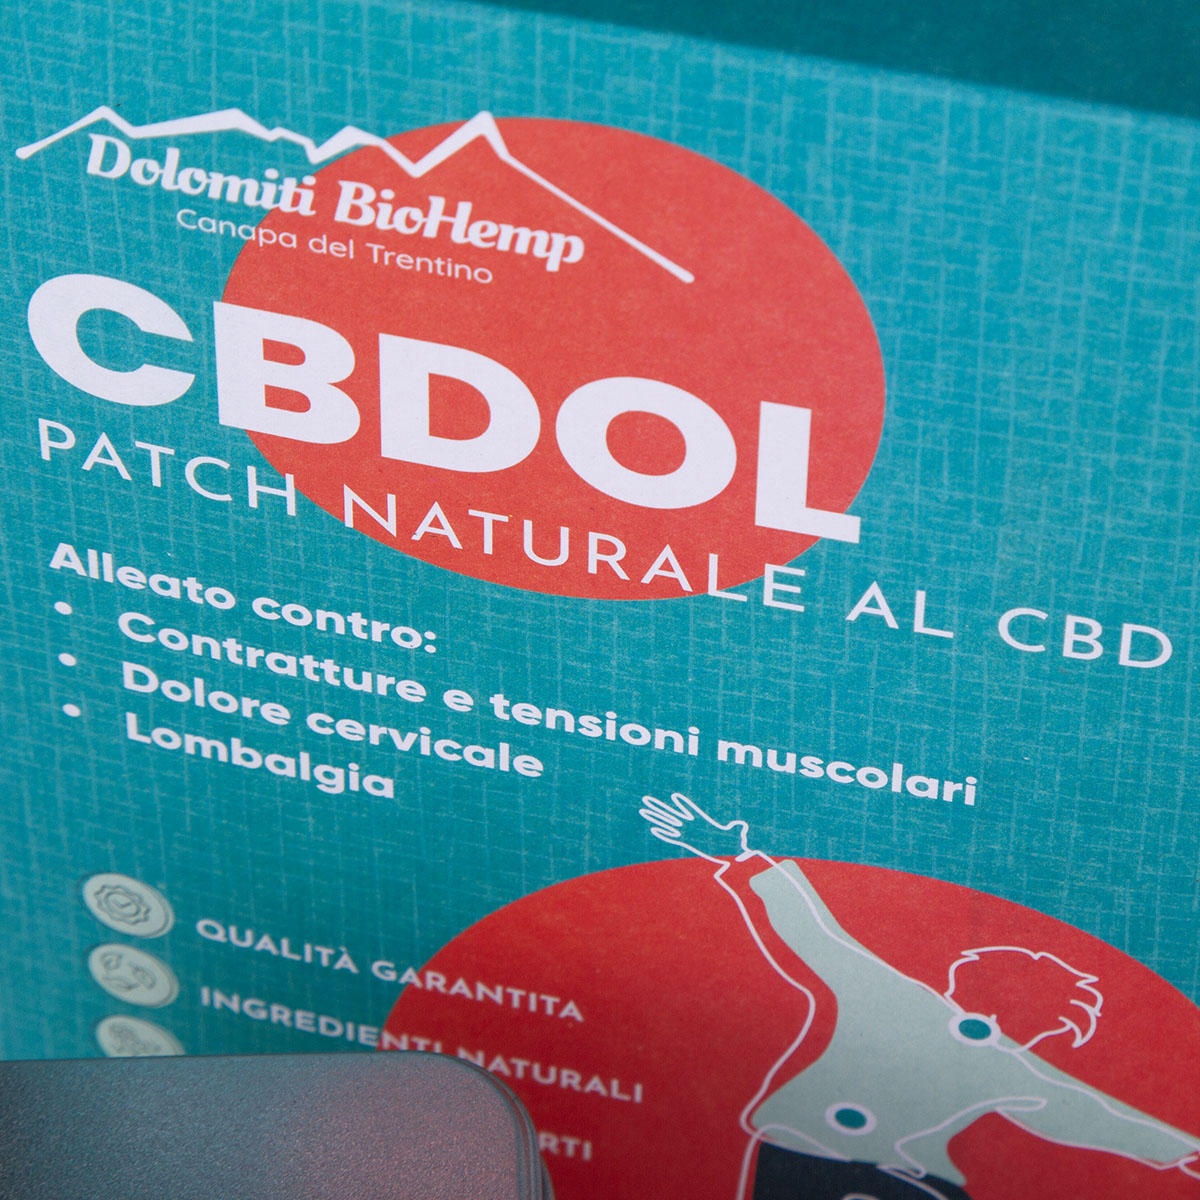 Dolomiti BioHemp
Canapa del Trentino
CBDOL
PATCH NATURALE AL CBD
Alleato contro:
• Contratture e tensioni muscolari
• Dolore cervicale
• Lombalgia
QUALITÀ GARANTITA
INGREDIENTI NATURALI